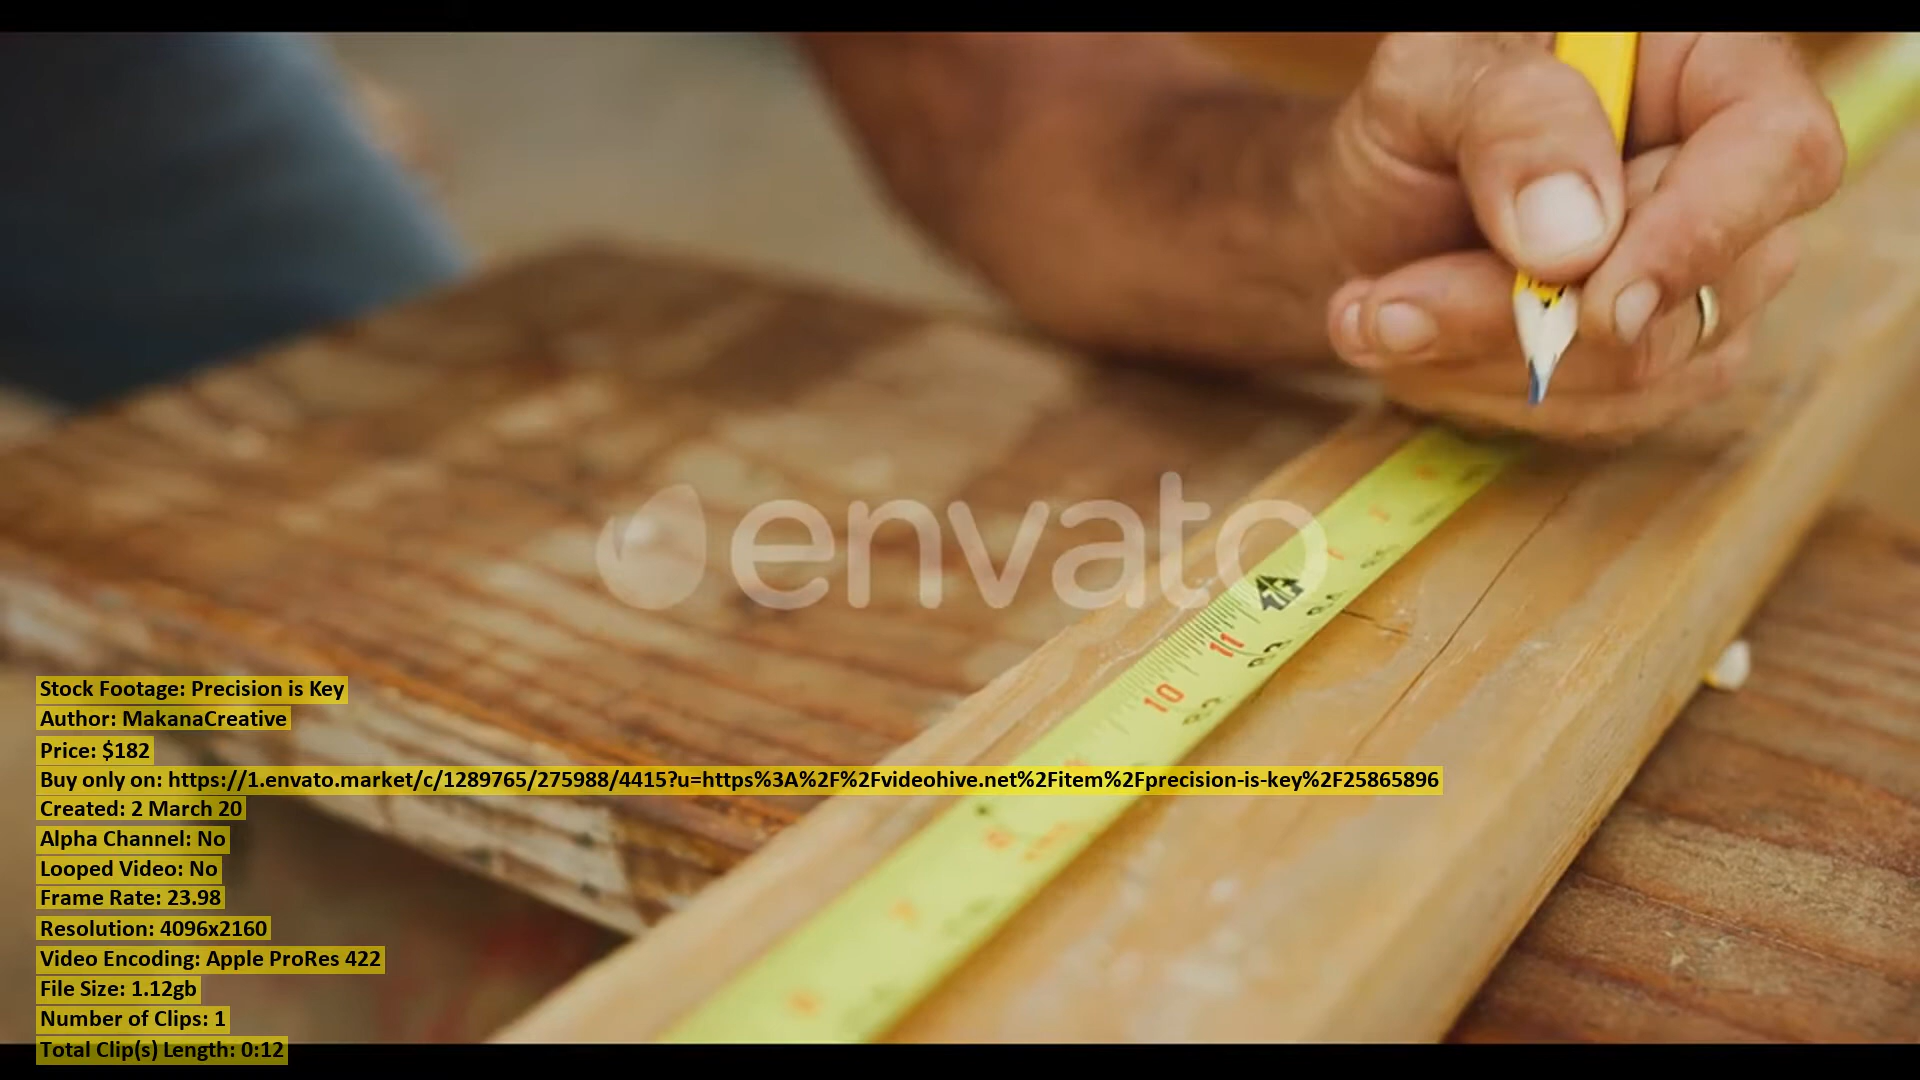 envato
11
10
Stock Footage: Precision is Key
Author: MakanaCreative
Price: $182
Buy only on: https://1.envato.market/c/1289765/275988/4415?u=https%3A%2F%2Fvideohive.net%2Fitem%2Fprecision-is-key%2F25865896
Created: 2 March 20
Alpha Channel: No
Looped Video: No
Frame Rate: 23.98
Resolution: 4096x2160
Video Encoding: Apple ProRes 422
File Size: 1.12gb
Number of Clips: 1
Total Clip(s) Length: 0:12